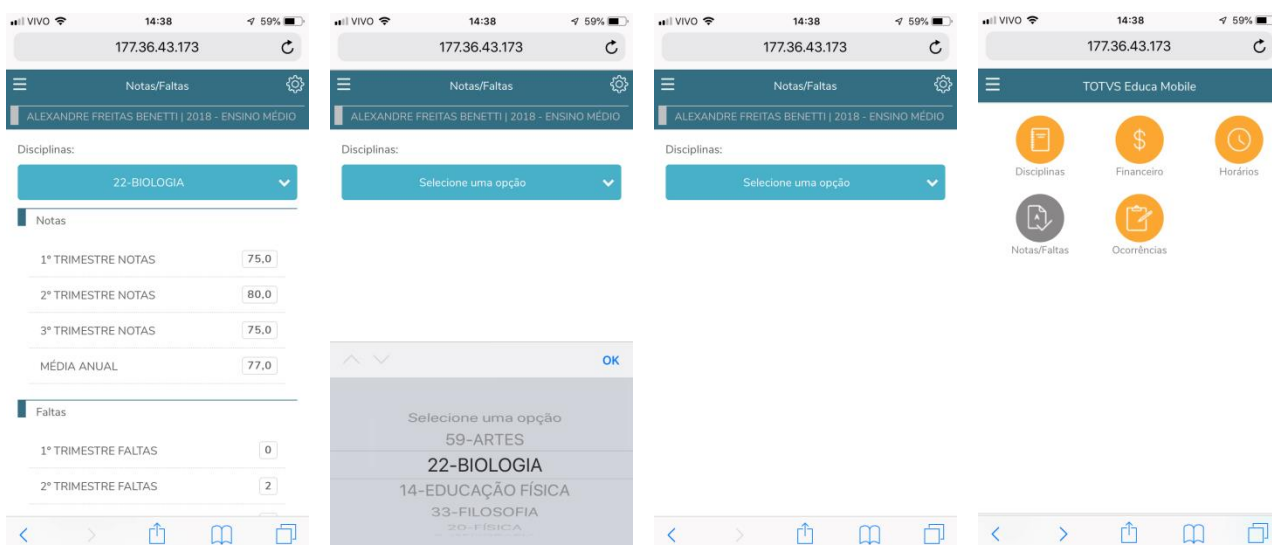 VIVO 14:38 59%
177.36.43.173
Notas/Faltas
ALEXANDRE FREITAS BENETTI | 2018 - ENSINO MÉDIO
Disciplinas:
22-BIOLOGIA
Notas
1º TRIMESTRE NOTAS 75,0
2º TRIMESTRE NOTAS 80,0
3º TRIMESTRE NOTAS 75,0
MÉDIA ANUAL 77,0
Faltas
1º TRIMESTRE FALTAS 0
2º TRIMESTRE FALTAS 2
VIVO 14:38 59%
177.36.43.173
Notas/Faltas
ALEXANDRE FREITAS BENETTI | 2018 - ENSINO MÉDIO
Disciplinas:
Selecione uma opção
OK
Selecione uma opção
59-ARTES
22-BIOLOGIA
14-EDUCAÇÃO FÍSICA
33-FILOSOFIA
20-FÍSICA
VIVO 14:38 59%
177.36.43.173
Notas/Faltas
ALEXANDRE FREITAS BENETTI | 2018 - ENSINO MÉDIO
Disciplinas:
Selecione uma opção
VIVO 14:38 59%
177.36.43.173
TOTVS Educa Mobile
Disciplinas Financeiro Horários
Notas/Faltas Ocorrências